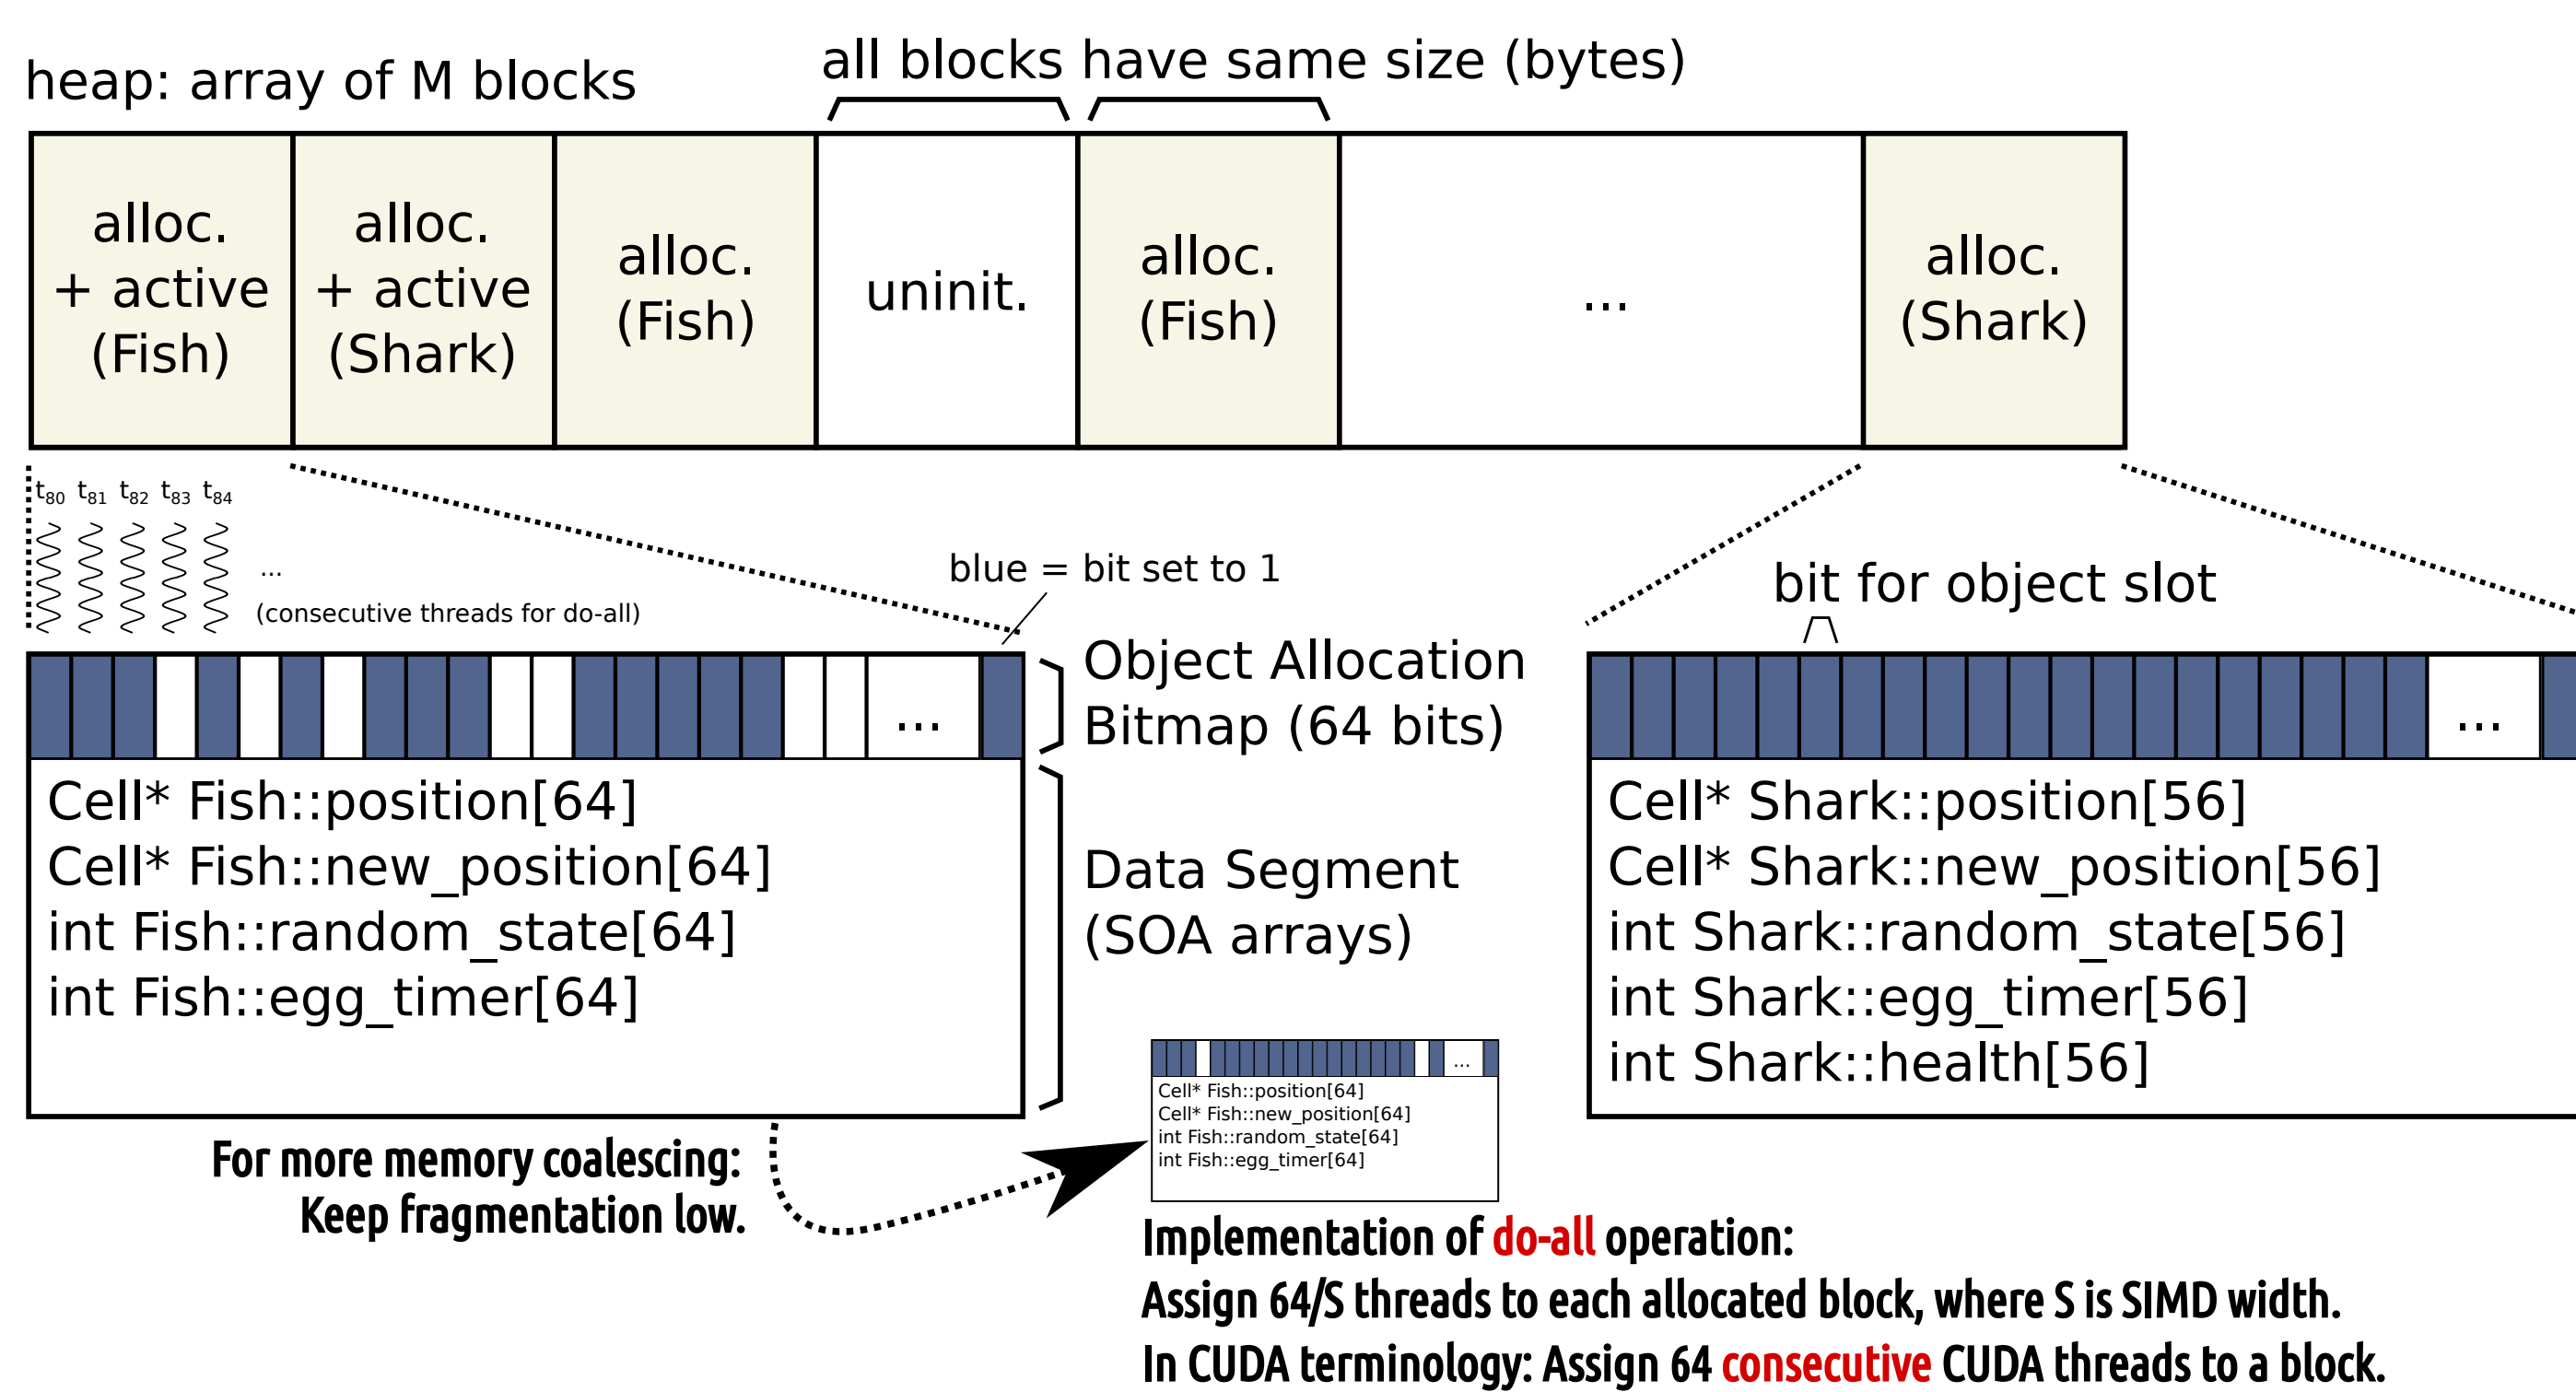 heap: array of M blocks
all blocks have same size (bytes)
alloc.
+ active
(Fish)
alloc.
+ active
(Shark)
alloc.
(Fish)
uninit.
alloc.
(Fish)
...
alloc.
(Shark)
t80 t81 t82 t83 t84
...
(consecutive threads for do-all)
blue = bit set to 1
bit for object slot
...
Object Allocation
Bitmap (64 bits)
...
Cell* Fish::position[64]
Cell* Fish::new_position[64]
int Fish::random_state[64]
int Fish::egg_timer[64]
Data Segment
(SOA arrays)
Cell* Shark::position[56]
Cell* Shark::new_position[56]
int Shark::random_state[56]
int Shark::egg_timer[56]
int Shark::health[56]
...
Cell* Fish::position[64]
Cell* Fish::new_position[64]
int Fish::random_state[64]
int Fish::egg_timer[64]
For more memory coalescing:
Keep fragmentation low.
Implementation of do-all operation:
Assign 64/S threads to each allocated block, where S is SIMD width.
In CUDA terminology: Assign 64 consecutive CUDA threads to a block.